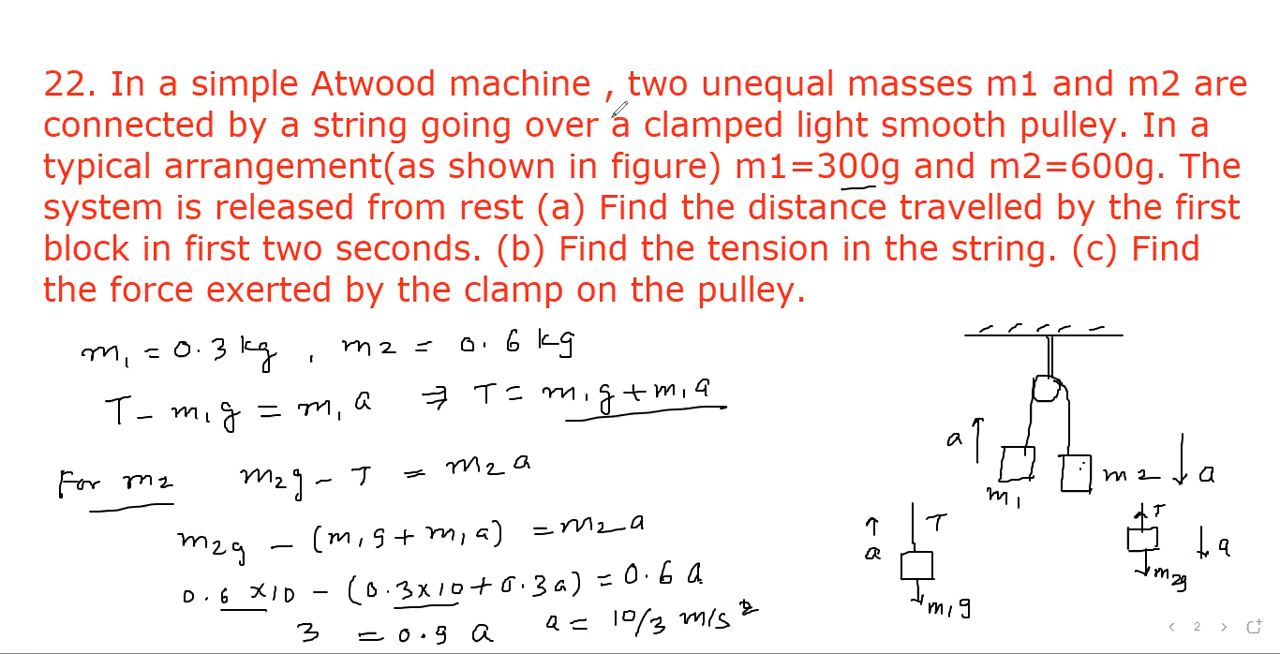 22. In a simple Atwood machine , two unequal masses m1 and m2 are
connected by a string going over a clamped light smooth pulley. In a
typical arrangement(as shown in figure) m1=300g and m2=600g. The
system is released from rest (a) Find the distance travelled by the first
block in first two seconds. (b) Find the tension in the string. (c) Find
the force exerted by the clamp on the pulley.
m₁ = 0.3 kg , m2 = 0.6 kg
T - m₁g = m₁a ⇒ T = m₁g + m₁a
For m2 m₂g - T = m₂a
m₂g - (m₁g + m₁a) = m₂a
0.6 ×10 - (0.3×10 + 0.3a) = 0.6 a
3 = 0.9 a a = 10/3 m/s²
a
m₁
m2
a
T
a
m₁g
T
a
m₂g
2